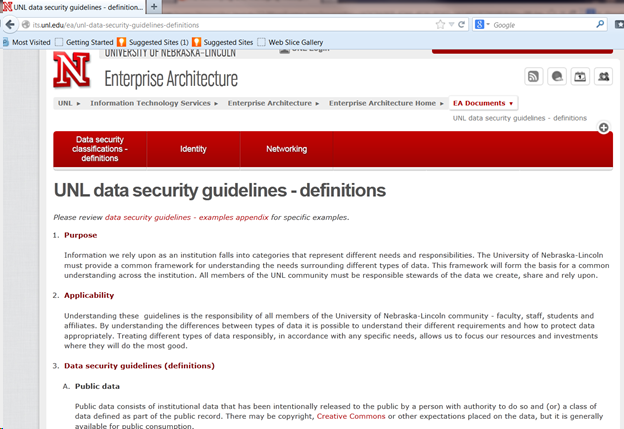 UNL data security guidelines - definition...
its.unl.edu/ea/unl-data-security-guidelines-definitions
Google
Most Visited Getting Started Suggested Sites (1) Suggested Sites Web Slice Gallery
UNIVERSITY OF NEBRASKA-LINCOLN
Enterprise Architecture
UNL Information Technology Services Enterprise Architecture Enterprise Architecture Home EA Documents
UNL data security guidelines - definitions
Data security
classifications -
definitions
Identity
Networking
UNL data security guidelines - definitions
Please review data security guidelines - examples appendix for specific examples.
1. Purpose
Information we rely upon as an institution falls into categories that represent different needs and responsibilities. The University of Nebraska-Lincoln
must provide a common framework for understanding the needs surrounding different types of data. This framework will form the basis for a common
understanding across the institution. All members of the UNL community must be responsible stewards of the data we create, share and rely upon.
2. Applicability
Understanding these guidelines is the responsibility of all members of the University of Nebraska-Lincoln community - faculty, staff, students and
affiliates. By understanding the differences between types of data it is possible to understand their different requirements and how to protect data
appropriately. Treating different types of data responsibly, in accordance with any specific needs, allows us to focus our resources and investments
where they will do the most good.
3. Data security guidelines (definitions)
A. Public data
Public data consists of institutional data that has been intentionally released to the public by a person with authority to do so and (or) a class of
data defined as part of the public record. There may be copyright, Creative Commons or other expectations placed on the data, but it is generally
available for public consumption.